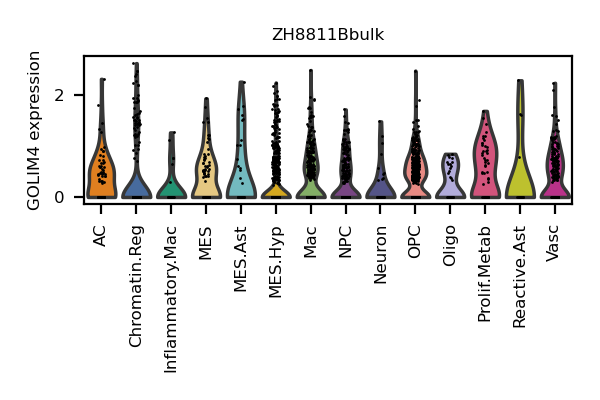 ZH8811Bbulk
GOLIM4 expression
2
0
AC
Chromatin.Reg
Inflammatory.Mac
MES
MES.Ast
MES.Hyp
Mac
NPC
Neuron
OPC
Oligo
Prolif.Metab
Reactive.Ast
Vasc